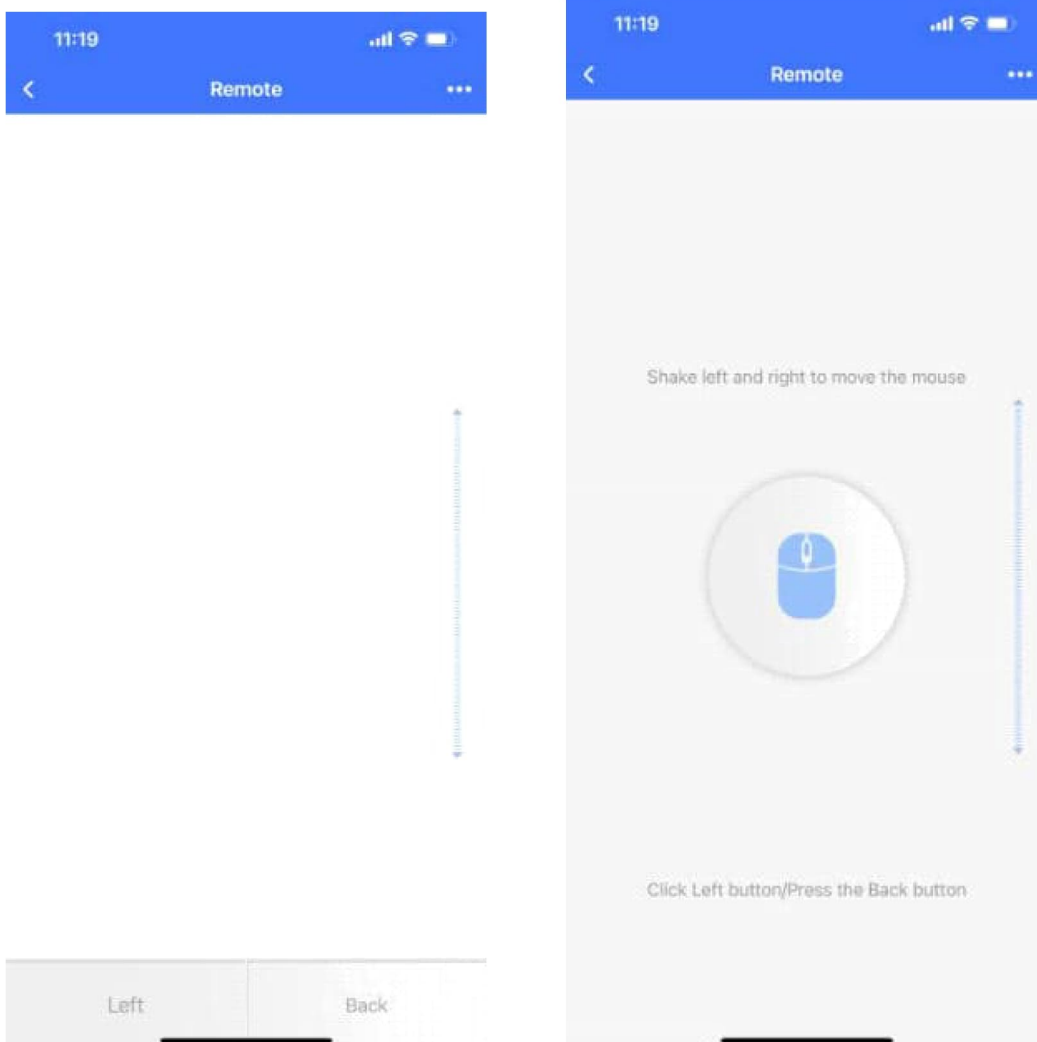 11:19
Remote
Left
Back
11:19
Remote
Shake left and right to move the mouse
Click Left button/Press the Back button